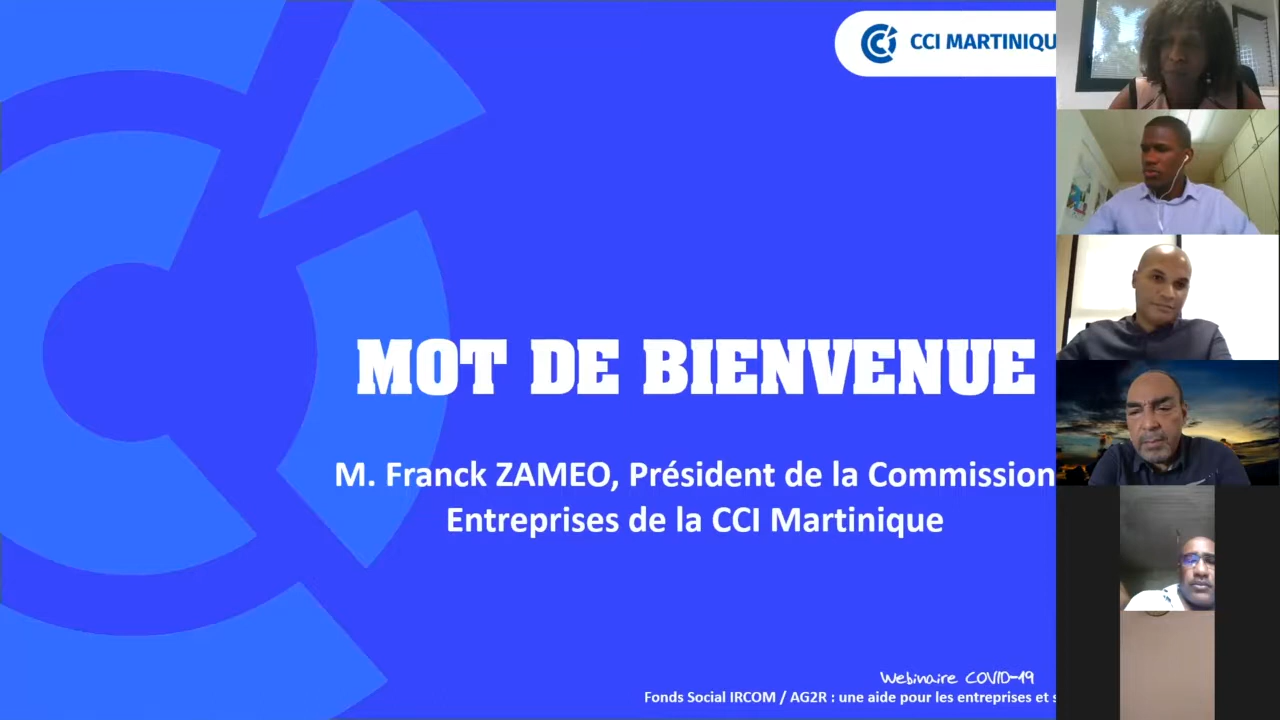 CCI MARTINIQU
MOT DE BIENVENUE
M. Franck ZAMEO, Président de la Commission
Entreprises de la CCI Martinique
Webinaire COVID-19
Fonds Social IRCOM / AG2R : une aide pour les entreprises et s